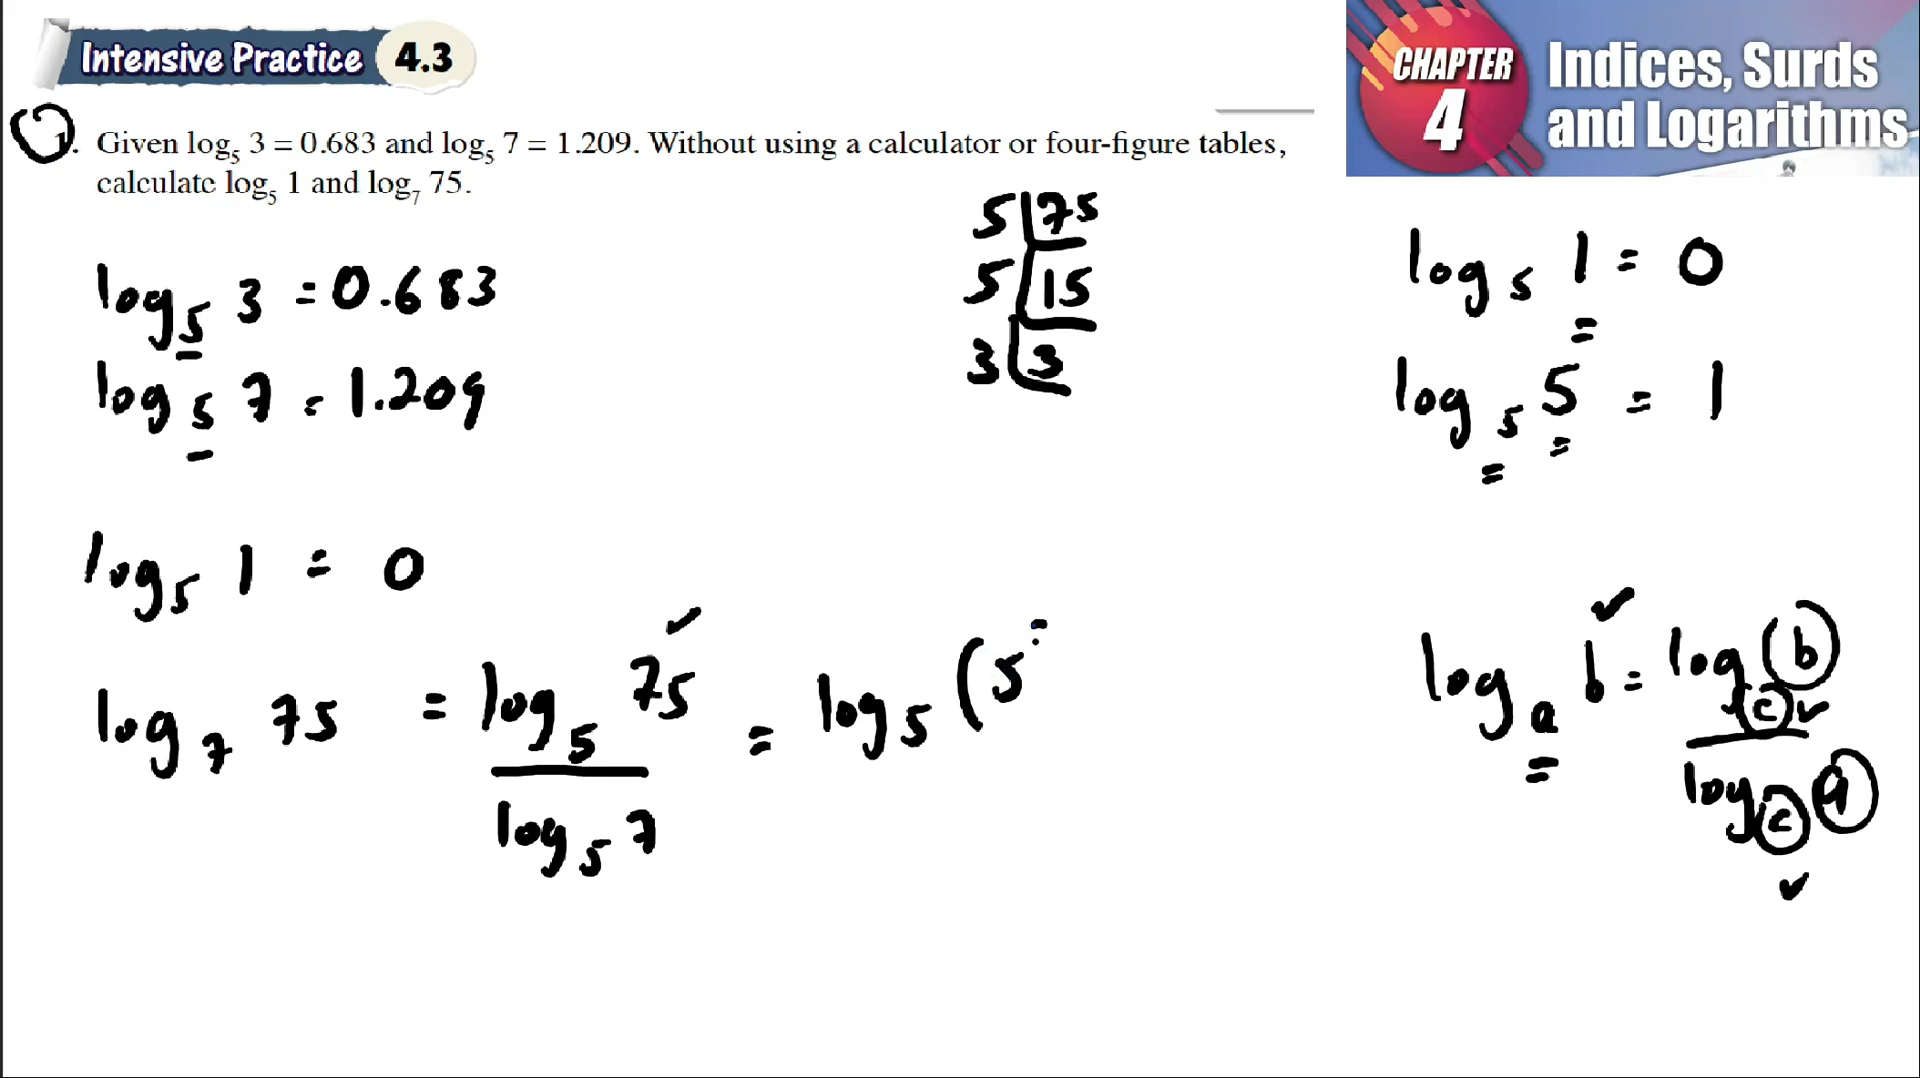 Intensive Practice 4.3
CHAPTER 4
Indices, Surds
and Logarithms
1. Given log₅ 3 = 0.683 and log₅ 7 = 1.209. Without using a calculator or four-figure tables,
calculate log₅ 1 and log₇ 75.
log₅ 3 = 0.683
log₅ 7 = 1.209
5 | 75
5 | 15
3 | 3
log₅ 1 = 0
log₅ 5 = 1
log₅ 1 = 0
log₇ 75 = log₅ 75 = log₅ (5
log₅ 7
logₐ b = log_c b
log_c a